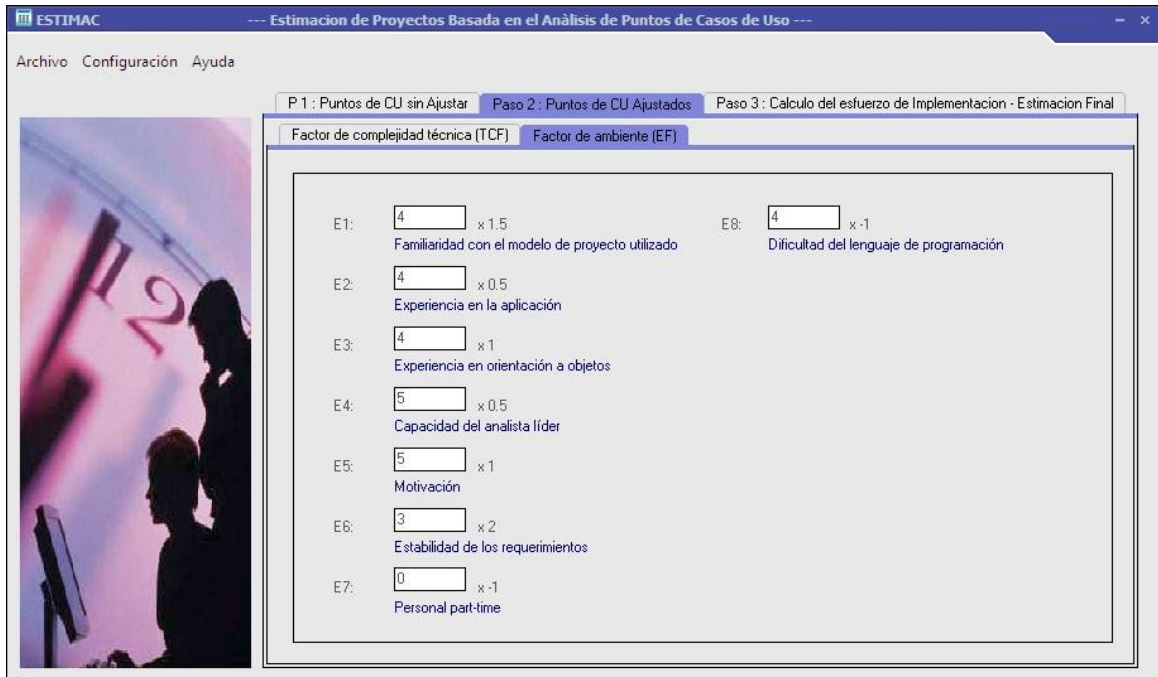 ESTIMAC --- Estimacion de Proyectos Basada en el Anàlisis de Puntos de Casos de Uso ---
Archivo Configuración Ayuda
P 1 : Puntos de CU sin Ajustar Paso 2 : Puntos de CU Ajustados Paso 3 : Calculo del esfuerzo de Implementacion - Estimacion Final
Factor de complejidad técnica (TCF) Factor de ambiente (EF)
E1: 4 x 1.5
Familiaridad con el modelo de proyecto utilizado
E2: 4 x 0.5
Experiencia en la aplicación
E3: 4 x 1
Experiencia en orientación a objetos
E4: 5 x 0.5
Capacidad del analista líder
E5: 5 x 1
Motivación
E6: 3 x 2
Estabilidad de los requerimientos
E7: 0 x -1
Personal part-time
E8: 4 x -1
Dificultad del lenguaje de programación
12